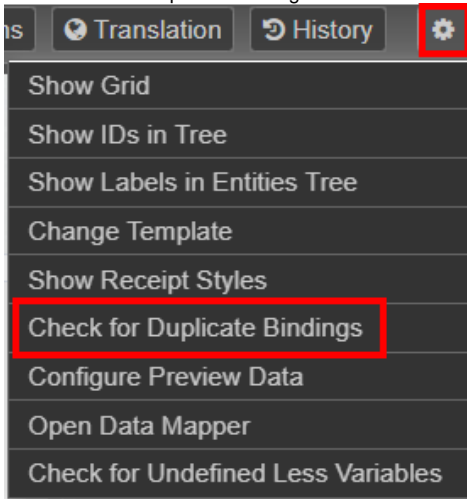 ns Translation History
Show Grid
Show IDs in Tree
Show Labels in Entities Tree
Change Template
Show Receipt Styles
Check for Duplicate Bindings
Configure Preview Data
Open Data Mapper
Check for Undefined Less Variables